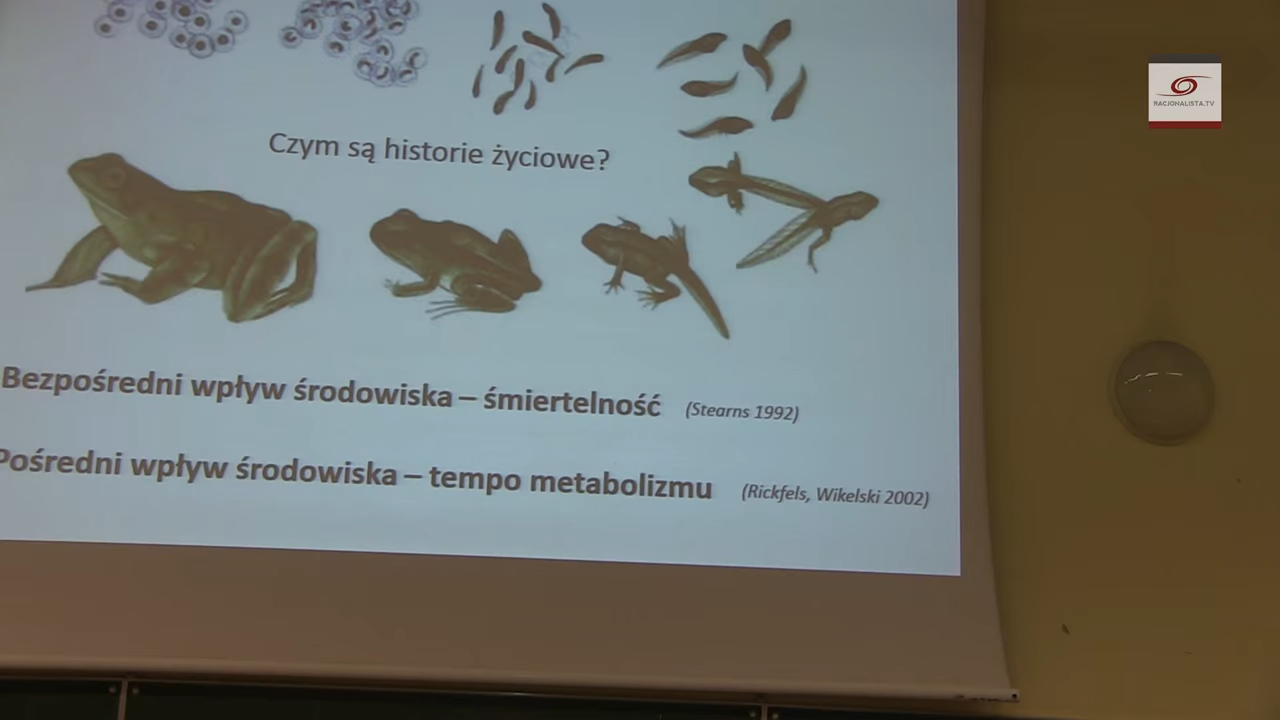 RACJONALISTA.TV
Czym są historie życiowe?
Bezpośredni wpływ środowiska – śmiertelność (Stearns 1992)
Pośredni wpływ środowiska – tempo metabolizmu (Rickfels, Wikelski 2002)